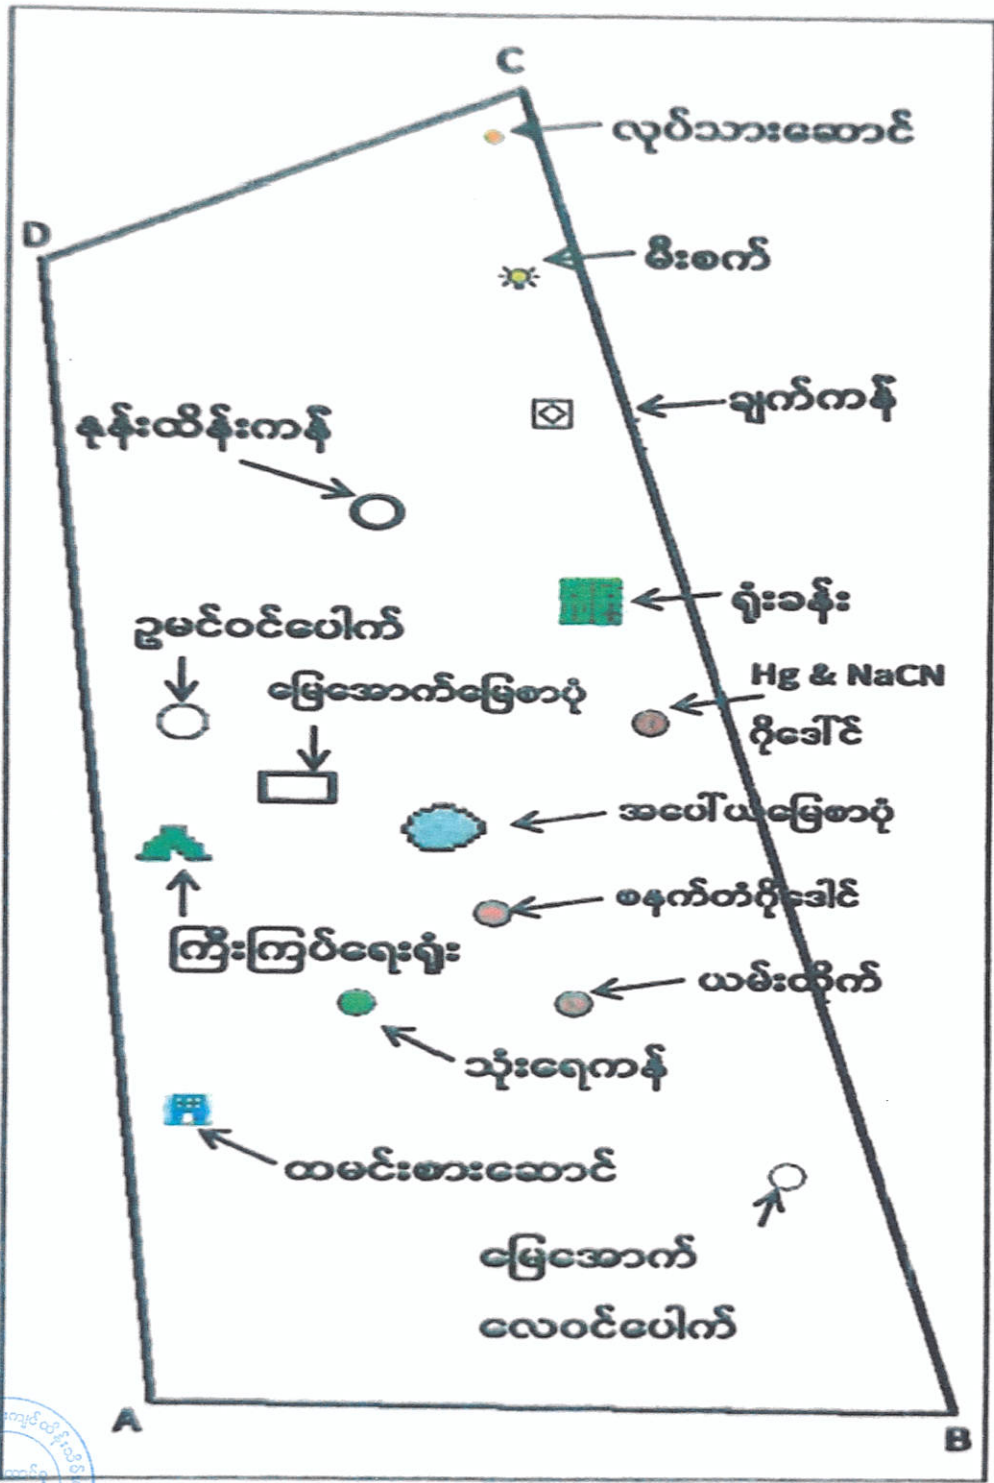 C
လုပ်သားဆောင်
D
မီးစက်
ချက်ကန်
နုန်းထိန်းကန်
ရုံးခန်း
ဥမင်ဝင်ပေါက်
Hg & NaCN
ဂိုဒေါင်
မြေအောက်မြေစာပုံ
အပေါ်ယံမြေစာပုံ
စနက်တံဂိုဒေါင်
ကြီးကြပ်ရေးရုံး
ယမ်းတိုက်
သုံးရေကန်
ထမင်းစားဆောင်
မြေအောက်
လေဝင်ပေါက်
A
B